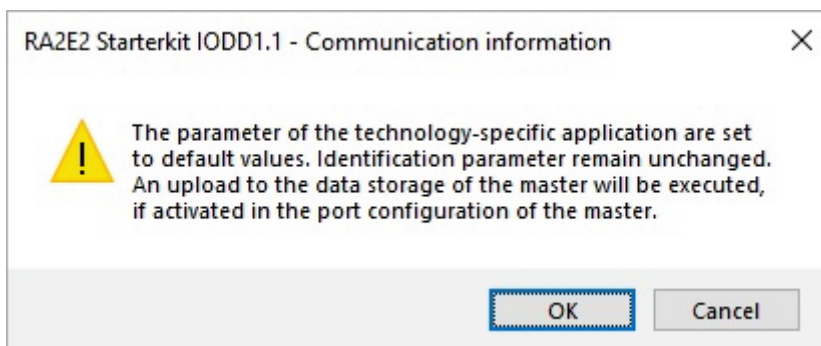 RA2E2 Starterkit IODD1.1 - Communication information
The parameter of the technology-specific application are set
to default values. Identification parameter remain unchanged.
An upload to the data storage of the master will be executed,
if activated in the port configuration of the master.
OK Cancel